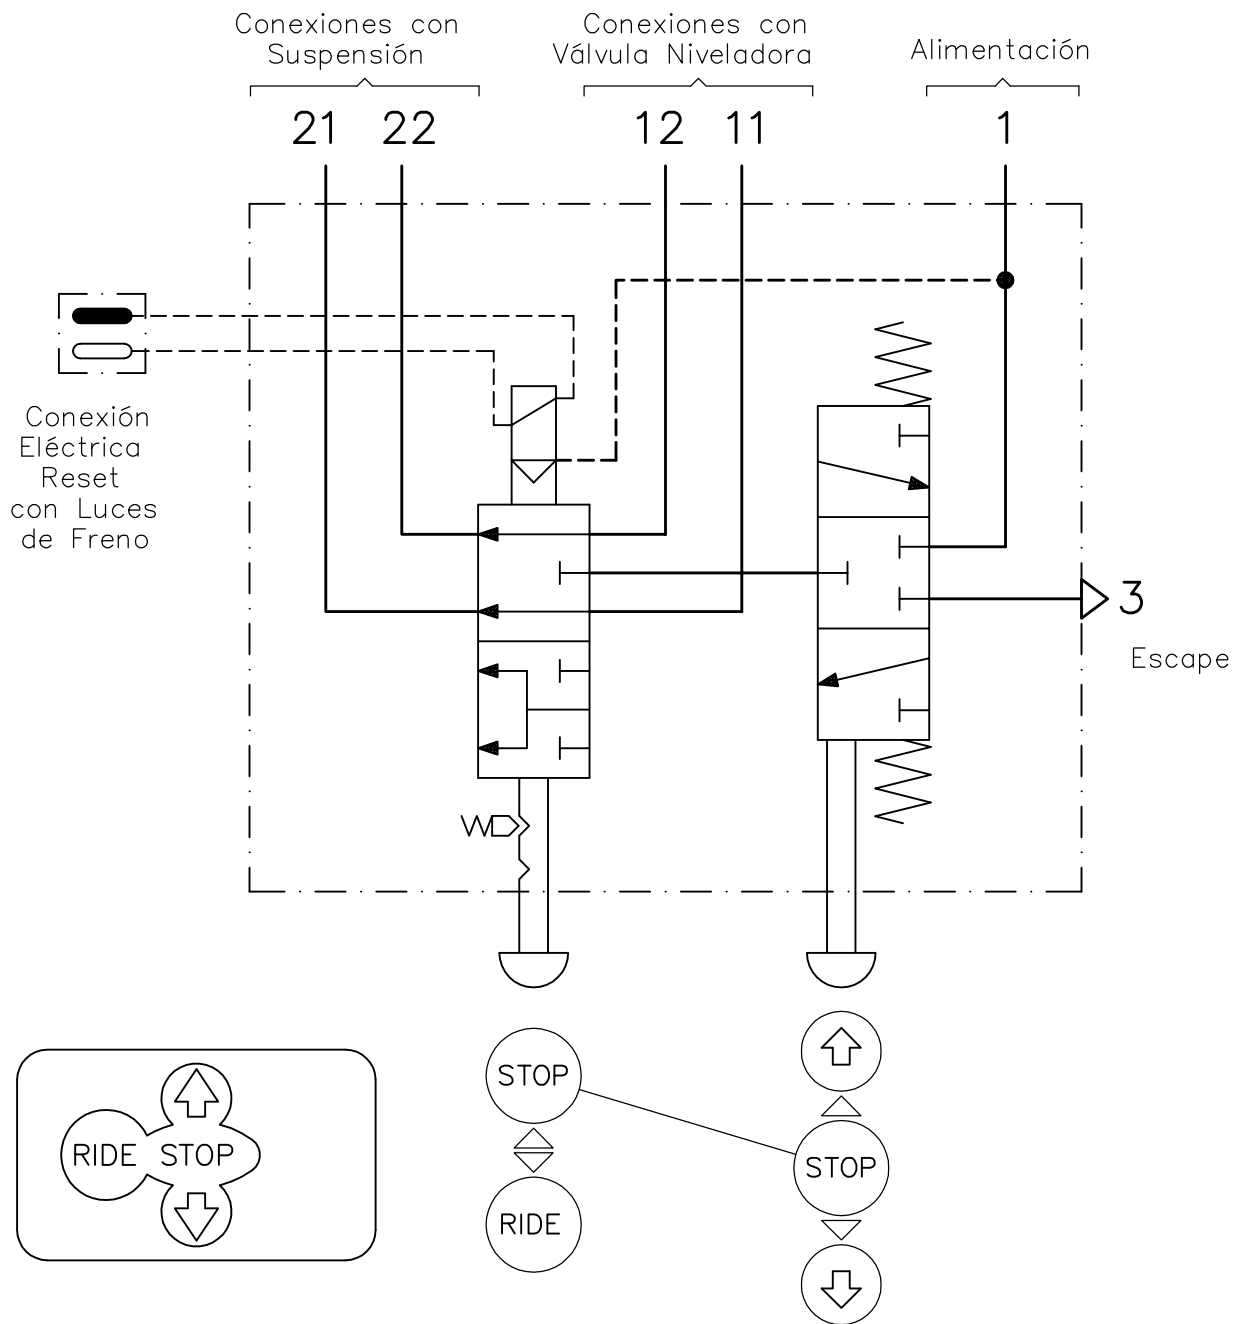 Conexiones con
Suspensión
Conexiones con
Válvula Niveladora
Alimentación
21 22 12 11 1
Conexión
Eléctrica
Reset
con Luces
de Freno
3
Escape
STOP
RIDE
STOP
RIDE STOP